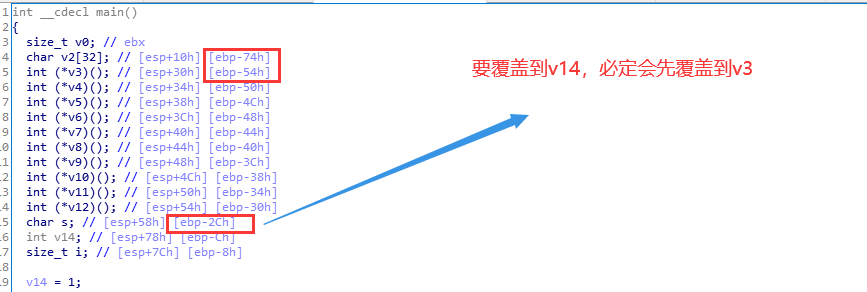 1 int __cdecl main()
2 {
3 size_t v0; // ebx
4 char v2[32]; // [esp+10h] [ebp-74h]
5 int (*v3)(); // [esp+30h] [ebp-54h]
6 int (*v4)(); // [esp+34h] [ebp-50h]
7 int (*v5)(); // [esp+38h] [ebp-4Ch]
8 int (*v6)(); // [esp+3Ch] [ebp-48h]
9 int (*v7)(); // [esp+40h] [ebp-44h]
10 int (*v8)(); // [esp+44h] [ebp-40h]
11 int (*v9)(); // [esp+48h] [ebp-3Ch]
12 int (*v10)(); // [esp+4Ch] [ebp-38h]
13 int (*v11)(); // [esp+50h] [ebp-34h]
14 int (*v12)(); // [esp+54h] [ebp-30h]
15 char s; // [esp+58h] [ebp-2Ch]
16 int v14; // [esp+78h] [ebp-Ch]
17 size_t i; // [esp+7Ch] [ebp-8h]
18
19 v14 = 1;
要覆盖到v14，必定会先覆盖到v3